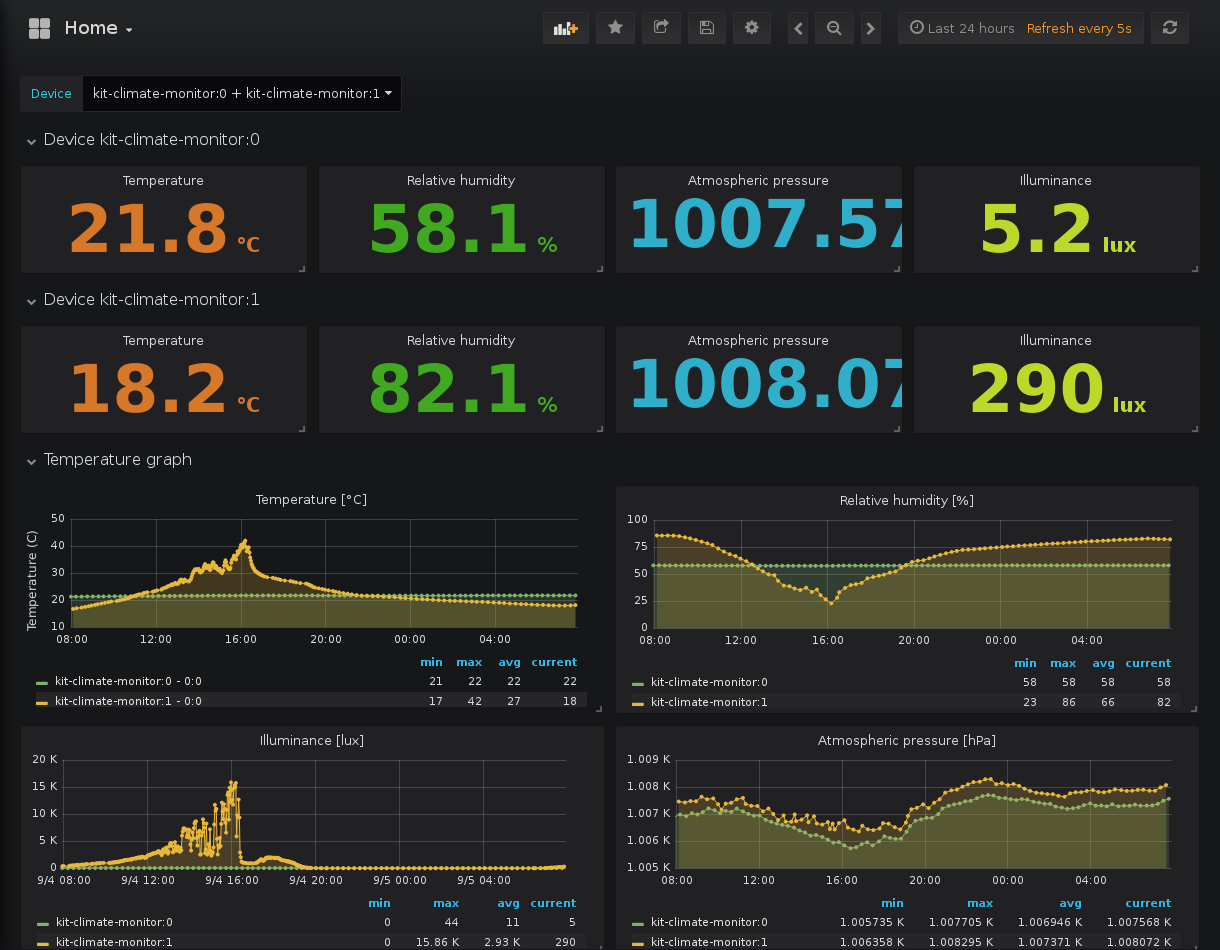 Home
Last 24 hours Refresh every 5s
Device kit-climate-monitor:0 + kit-climate-monitor:1
Device kit-climate-monitor:0
Temperature Relative humidity Atmospheric pressure Illuminance
21.8 °C 58.1 % 1007.57 5.2 lux
Device kit-climate-monitor:1
Temperature Relative humidity Atmospheric pressure Illuminance
18.2 °C 82.1 % 1008.07 290 lux
Temperature graph
Temperature [°C]
Temperature (C)
50
40
30
20
10
08:00 12:00 16:00 20:00 00:00 04:00
min max avg current
kit-climate-monitor:0 - 0:0 21 22 22 22
kit-climate-monitor:1 - 0:0 17 42 27 18
Relative humidity [%]
100
75
50
25
0
08:00 12:00 16:00 20:00 00:00 04:00
min max avg current
kit-climate-monitor:0 58 58 58 58
kit-climate-monitor:1 23 86 66 82
Illuminance [lux]
20 K
15 K
10 K
5 K
0
9/4 08:00 9/4 12:00 9/4 16:00 9/4 20:00 9/5 00:00 9/5 04:00
min max avg current
kit-climate-monitor:0 0 44 11 5
kit-climate-monitor:1 0 15.86 K 2.93 K 290
Atmospheric pressure [hPa]
1.009 K
1.008 K
1.007 K
1.006 K
1.005 K
08:00 12:00 16:00 20:00 00:00 04:00
min max avg current
kit-climate-monitor:0 1.005735 K 1.007705 K 1.006946 K 1.007568 K
kit-climate-monitor:1 1.006358 K 1.008295 K 1.007371 K 1.008072 K